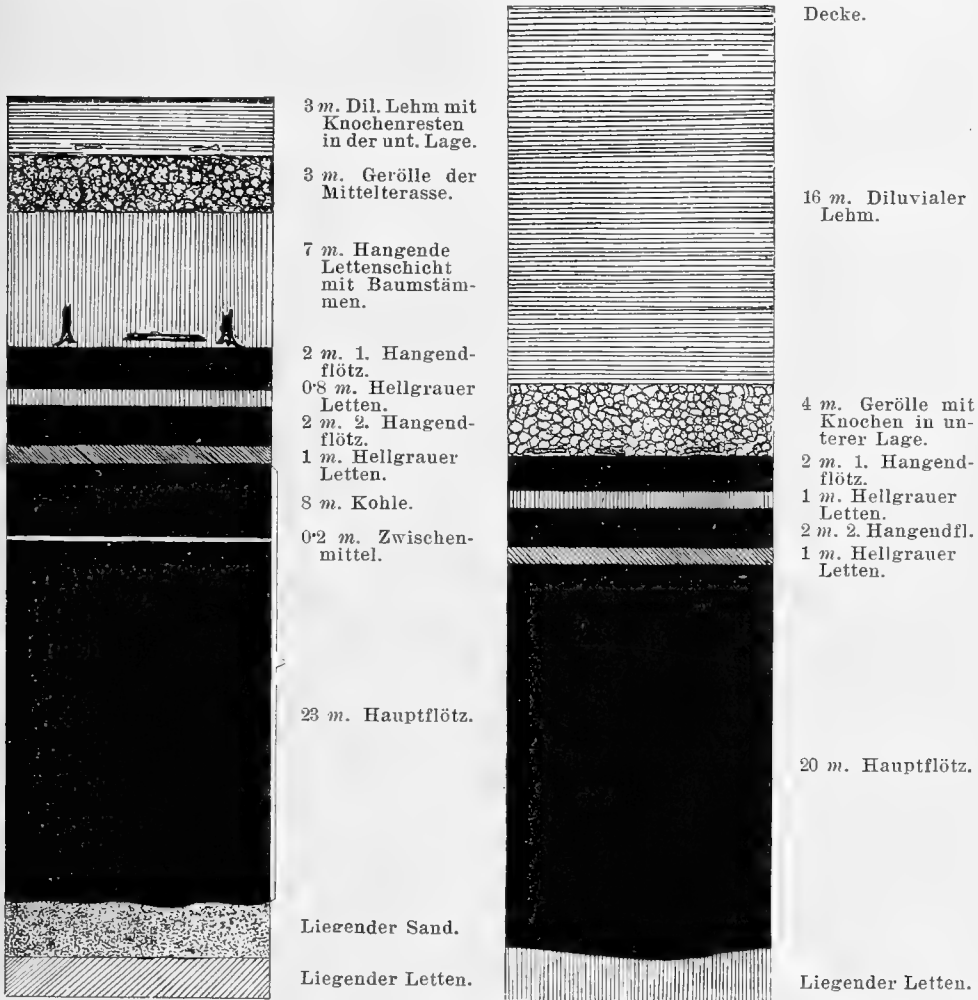 3 m. Dil. Lehm mit
Knochenresten
in der unt. Lage.
3 m. Gerölle der
Mittelterasse.
7 m. Hangende
Lettenschicht
mit Baumstäm-
men.
2 m. 1. Hangend-
flötz.
0·8 m. Hellgrauer
Letten.
2 m. 2. Hangend-
flötz.
1 m. Hellgrauer
Letten.
8 m. Kohle.
0·2 m. Zwischen-
mittel.
23 m. Hauptflötz.
Liegender Sand.
Liegender Letten.
Decke.
16 m. Diluvialer
Lehm.
4 m. Gerölle mit
Knochen in un-
terer Lage.
2 m. 1. Hangend-
flötz.
1 m. Hellgrauer
Letten.
2 m. 2. Hangendfl.
1 m. Hellgrauer
Letten.
20 m. Hauptflötz.
Liegender Letten.